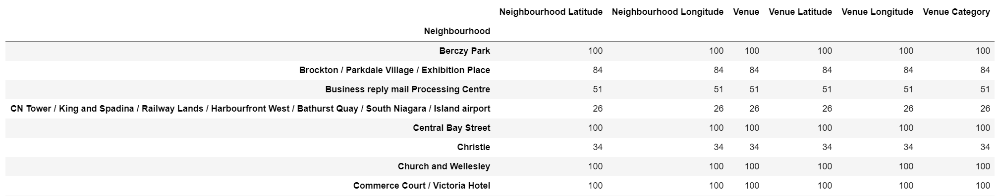 Neighbourhood Latitude Neighbourhood Longitude Venue Venue Latitude Venue Longitude Venue Category
Neighbourhood
Berczy Park 100 100 100 100 100 100
Brockton / Parkdale Village / Exhibition Place 84 84 84 84 84 84
Business reply mail Processing Centre 51 51 51 51 51 51
CN Tower / King and Spadina / Railway Lands / Harbourfront West / Bathurst Quay / South Niagara / Island airport 26 26 26 26 26 26
Central Bay Street 100 100 100 100 100 100
Christie 34 34 34 34 34 34
Church and Wellesley 100 100 100 100 100 100
Commerce Court / Victoria Hotel 100 100 100 100 100 100